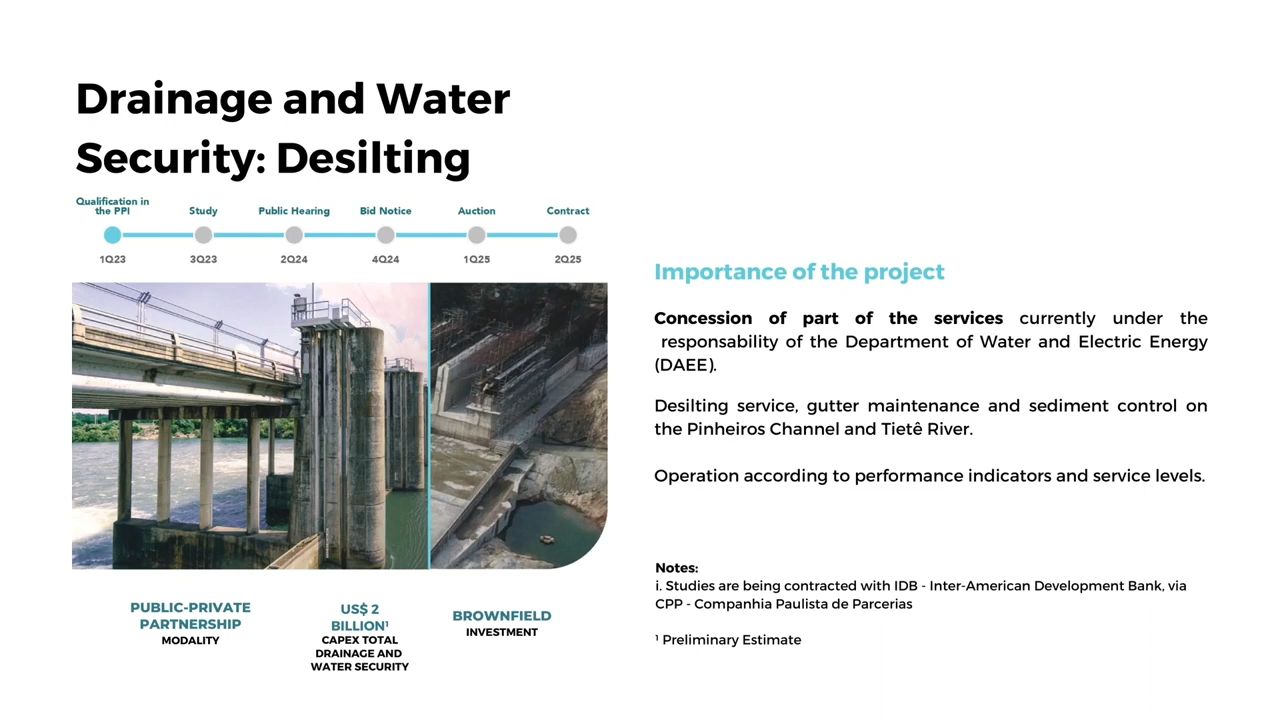 Drainage and Water
Security: Desilting
Qualification in
the PPI
Study
Public Hearing
Bid Notice
Auction
Contract
1Q23
3Q23
2Q24
4Q24
1Q25
2Q25
PUBLIC-PRIVATE
PARTNERSHIP
MODALITY
US$ 2
BILLION¹
CAPEX TOTAL
DRAINAGE AND
WATER SECURITY
BROWNFIELD
INVESTMENT
Importance of the project
Concession of part of the services currently under the
responsability of the Department of Water and Electric Energy
(DAEE).
Desilting service, gutter maintenance and sediment control on
the Pinheiros Channel and Tietê River.
Operation according to performance indicators and service levels.
Notes:
i. Studies are being contracted with IDB - Inter-American Development Bank, via
CPP - Companhia Paulista de Parcerias
¹ Preliminary Estimate